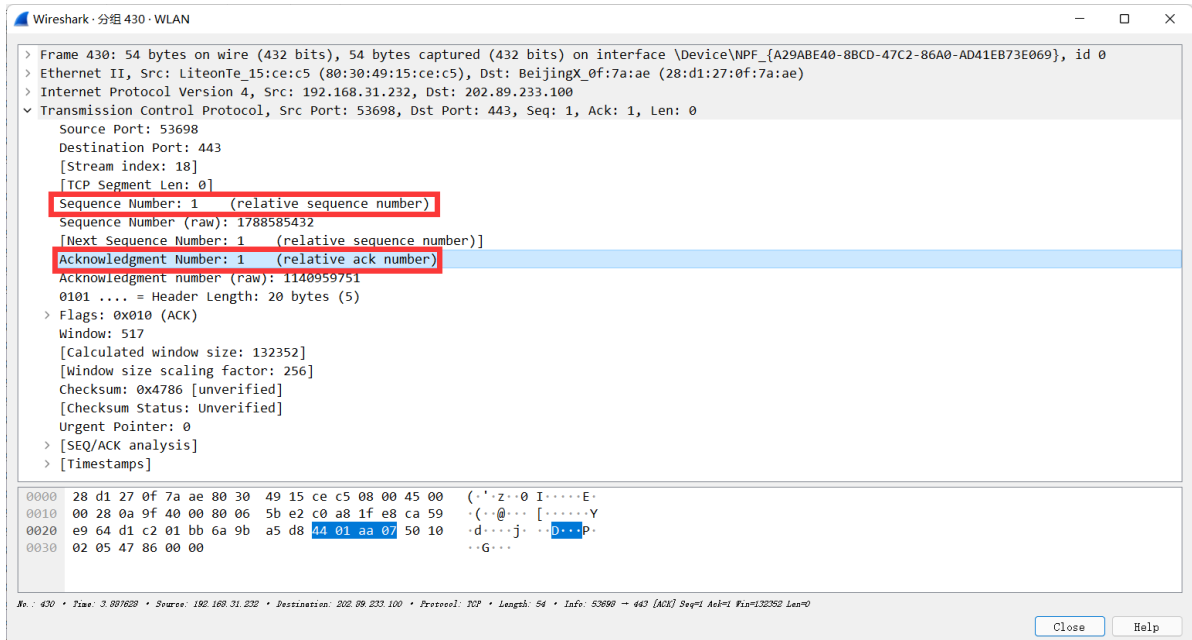 Wireshark · 分组 430 · WLAN
> Frame 430: 54 bytes on wire (432 bits), 54 bytes captured (432 bits) on interface \Device\NPF_{A29ABE40-8BCD-47C2-86A0-AD41EB73E069}, id 0
> Ethernet II, Src: LiteonTe_15:ce:c5 (80:30:49:15:ce:c5), Dst: BeijingX_0f:7a:ae (28:d1:27:0f:7a:ae)
> Internet Protocol Version 4, Src: 192.168.31.232, Dst: 202.89.233.100
Transmission Control Protocol, Src Port: 53698, Dst Port: 443, Seq: 1, Ack: 1, Len: 0
Source Port: 53698
Destination Port: 443
[Stream index: 18]
[TCP Segment Len: 0]
Sequence Number: 1    (relative sequence number)
Sequence Number (raw): 1788585432
[Next Sequence Number: 1    (relative sequence number)]
Acknowledgment Number: 1    (relative ack number)
Acknowledgment number (raw): 1140959751
0101 .... = Header Length: 20 bytes (5)
> Flags: 0x010 (ACK)
Window: 517
[Calculated window size: 132352]
[Window size scaling factor: 256]
Checksum: 0x4786 [unverified]
[Checksum Status: Unverified]
Urgent Pointer: 0
> [SEQ/ACK analysis]
> [Timestamps]
0000 28 d1 27 0f 7a ae 80 30 49 15 ce c5 08 00 45 00 (·'·z··0 I·····E·
0010 00 28 0a 9f 40 00 80 06 5b e2 c0 a8 1f e8 ca 59 ·(··@··· [······Y
0020 e9 64 d1 c2 01 bb 6a 9b a5 d8 44 01 aa 07 50 10 ·d····j· ··D···P·
0030 02 05 47 86 00 00 ··G···
No.: 430 · Time: 3.887628 · Source: 192.168.31.232 · Destination: 202.89.233.100 · Protocol: TCP · Length: 54 · Info: 53698 → 443 [ACK] Seq=1 Ack=1 Win=132352 Len=0
Close Help